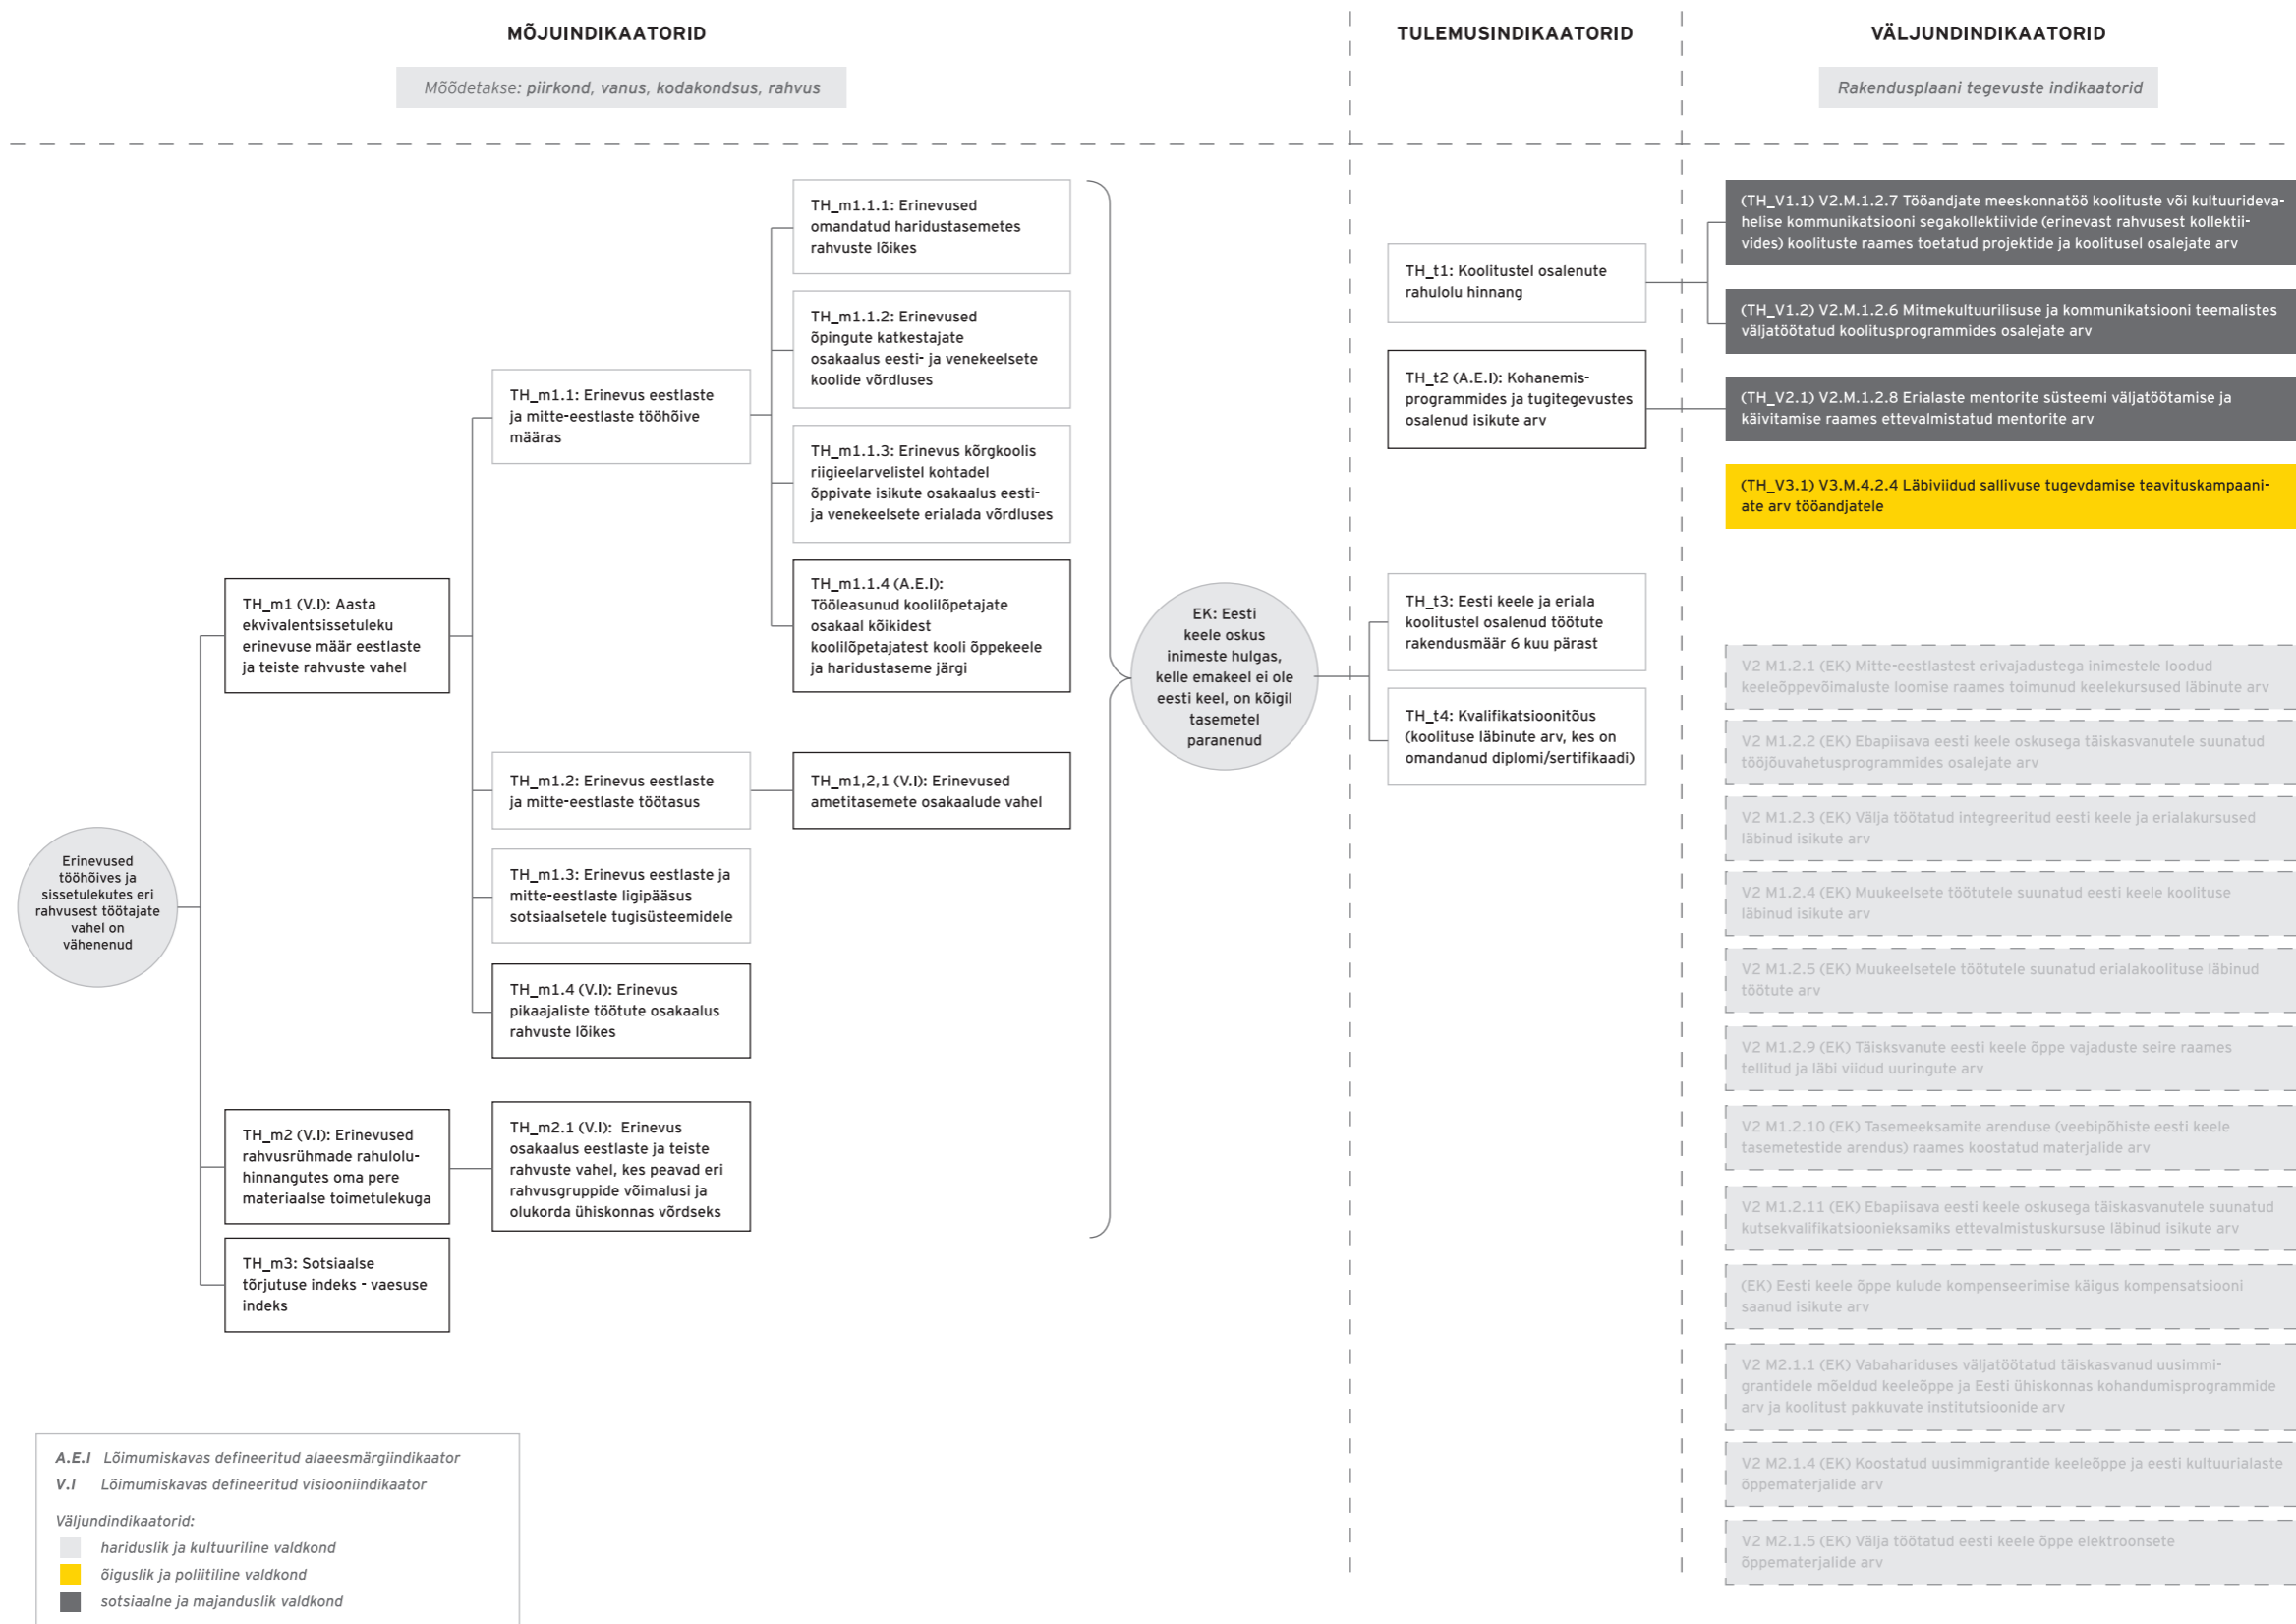 MÕJUINDIKAATORID
Mõõdetakse: piirkond, vanus, kodakondsus, rahvus
TULEMUSINDIKAATORID
VÄLJUNDINDIKAATORID
Rakendusplaani tegevuste indikaatorid
Erinevused
tööhõives ja
sissetulekutes eri
rahvusest töötajate
vahel on
vähenenud
TH_m1 (V.I): Aasta
ekvivalentsissetuleku
erinevuse määr eestlaste
ja teiste rahvuste vahel
TH_m2 (V.I): Erinevused
rahvusrühmade rahulolu-
hinnangutes oma pere
materiaalse toimetulekuga
TH_m3: Sotsiaalse
tõrjutuse indeks - vaesuse
indeks
TH_m1.1: Erinevus eestlaste
ja mitte-eestlaste tööhõive
määras
TH_m1.2: Erinevus eestlaste
ja mitte-eestlaste töötasus
TH_m1.3: Erinevus eestlaste ja
mitte-eestlaste ligipääsus
sotsiaalsetele tugisüsteemidele
TH_m1.4 (V.I): Erinevus
pikaajaliste töötute osakaalus
rahvuste lõikes
TH_m2.1 (V.I):  Erinevus
osakaalus eestlaste ja teiste
rahvuste vahel, kes peavad eri
rahvusgruppide võimalusi ja
olukorda ühiskonnas võrdseks
TH_m1.1.1: Erinevused
omandatud haridustasemetes
rahvuste lõikes
TH_m1.1.2: Erinevused
õpingute katkestajate
osakaalus eesti- ja venekeelsete
koolide võrdluses
TH_m1.1.3: Erinevus kõrgkoolis
riigieelarvelistel kohtadel
õppivate isikute osakaalus eesti-
ja venekeelsete erialada võrdluses
TH_m1.1.4 (A.E.I):
Tööleasunud koolilõpetajate
osakaal kõikidest
koolilõpetajatest kooli õppekeele
ja haridustaseme järgi
TH_m1,2,1 (V.I): Erinevused
ametitasemete osakaalude vahel
EK: Eesti
keele oskus
inimeste hulgas,
kelle emakeel ei ole
eesti keel, on kõigil
tasemetel
paranenud
TH_t1: Koolitustel osalenute
rahulolu hinnang
TH_t2 (A.E.I): Kohanemis-
programmides ja tugitegevustes
osalenud isikute arv
TH_t3: Eesti keele ja eriala
koolitustel osalenud töötute
rakendusmäär 6 kuu pärast
TH_t4: Kvalifikatsioonitõus
(koolituse läbinute arv, kes on
omandanud diplomi/sertifikaadi)
(TH_V1.1) V2.M.1.2.7 Tööandjate meeskonnatöö koolituste või kultuurideva-
helise kommunikatsiooni segakollektiivide (erinevast rahvusest kollektii-
vides) koolituste raames toetatud projektide ja koolitusel osalejate arv
(TH_V1.2) V2.M.1.2.6 Mitmekultuurilisuse ja kommunikatsiooni teemalistes
väljatöötatud koolitusprogrammides osalejate arv
(TH_V2.1) V2.M.1.2.8 Erialaste mentorite süsteemi väljatöötamise ja
käivitamise raames ettevalmistatud mentorite arv
(TH_V3.1) V3.M.4.2.4 Läbiviidud sallivuse tugevdamise teavituskampaani-
ate arv tööandjatele
V2 M1.2.1 (EK) Mitte-eestlastest erivajadustega inimestele loodud
keeleõppevõimaluste loomise raames toimunud keelekursused läbinute arv
V2 M1.2.2 (EK) Ebapiisava eesti keele oskusega täiskasvanutele suunatud
tööjõuvahetusprogrammides osalejate arv
V2 M1.2.3 (EK) Välja töötatud integreeritud eesti keele ja erialakursused
läbinud isikute arv
V2 M1.2.4 (EK) Muukeelsete töötutele suunatud eesti keele koolituse
läbinud isikute arv
V2 M1.2.5 (EK) Muukeelsetele töötutele suunatud erialakoolituse läbinud
töötute arv
V2 M1.2.9 (EK) Täisksvanute eesti keele õppe vajaduste seire raames
tellitud ja läbi viidud uuringute arv
V2 M1.2.10 (EK) Tasemeeksamite arenduse (veebipõhiste eesti keele
tasemetestide arendus) raames koostatud materjalide arv
V2 M1.2.11 (EK) Ebapiisava eesti keele oskusega täiskasvanutele suunatud
kutsekvalifikatsioonieksamiks ettevalmistuskursuse läbinud isikute arv
(EK) Eesti keele õppe kulude kompenseerimise käigus kompensatsiooni
saanud isikute arv
V2 M2.1.1 (EK) Vabahariduses väljatöötatud täiskasvanud uusimmi-
grantidele mõeldud keeleõppe ja Eesti ühiskonnas kohandumisprogrammide
arv ja koolitust pakkuvate institutsioonide arv
V2 M2.1.4 (EK) Koostatud uusimmigrantide keeleõppe ja eesti kultuurialaste
õppematerjalide arv
V2 M2.1.5 (EK) Välja töötatud eesti keele õppe elektroonsete
õppematerjalide arv
A.E.I Lõimumiskavas defineeritud alaeesmärgiindikaator
V.I Lõimumiskavas defineeritud visiooniindikaator
Väljundindikaatorid:
hariduslik ja kultuuriline valdkond
õiguslik ja poliitiline valdkond
sotsiaalne ja majanduslik valdkond